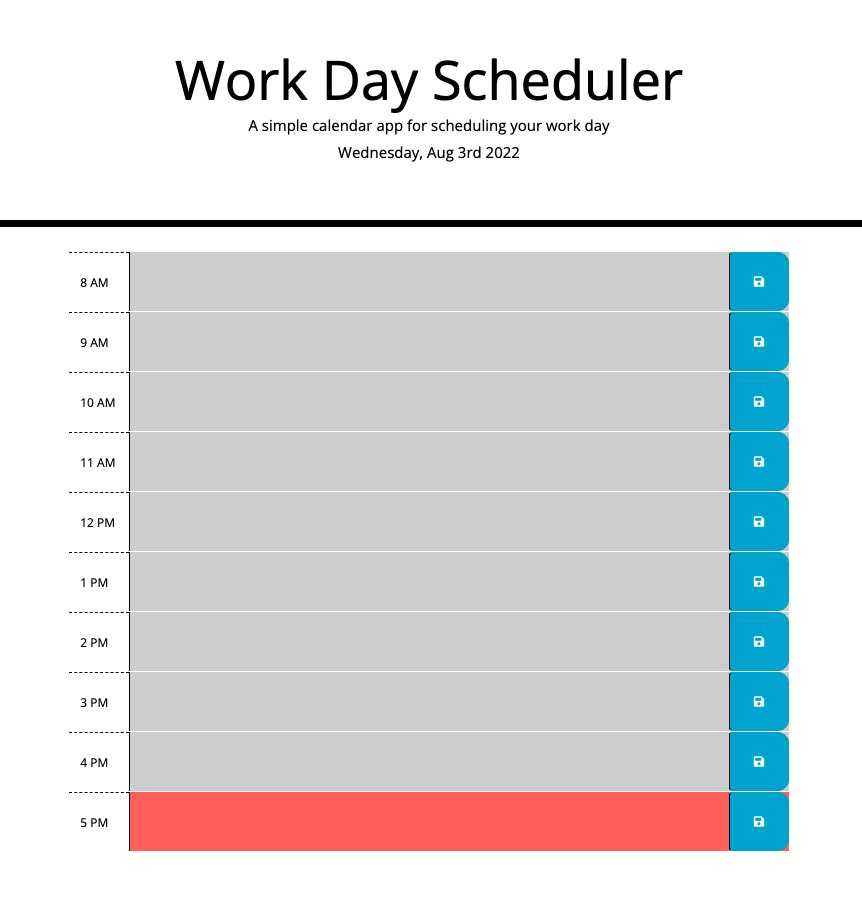 Work Day Scheduler
A simple calendar app for scheduling your work day
Wednesday, Aug 3rd 2022
8 AM
9 AM
10 AM
11 AM
12 PM
1 PM
2 PM
3 PM
4 PM
5 PM